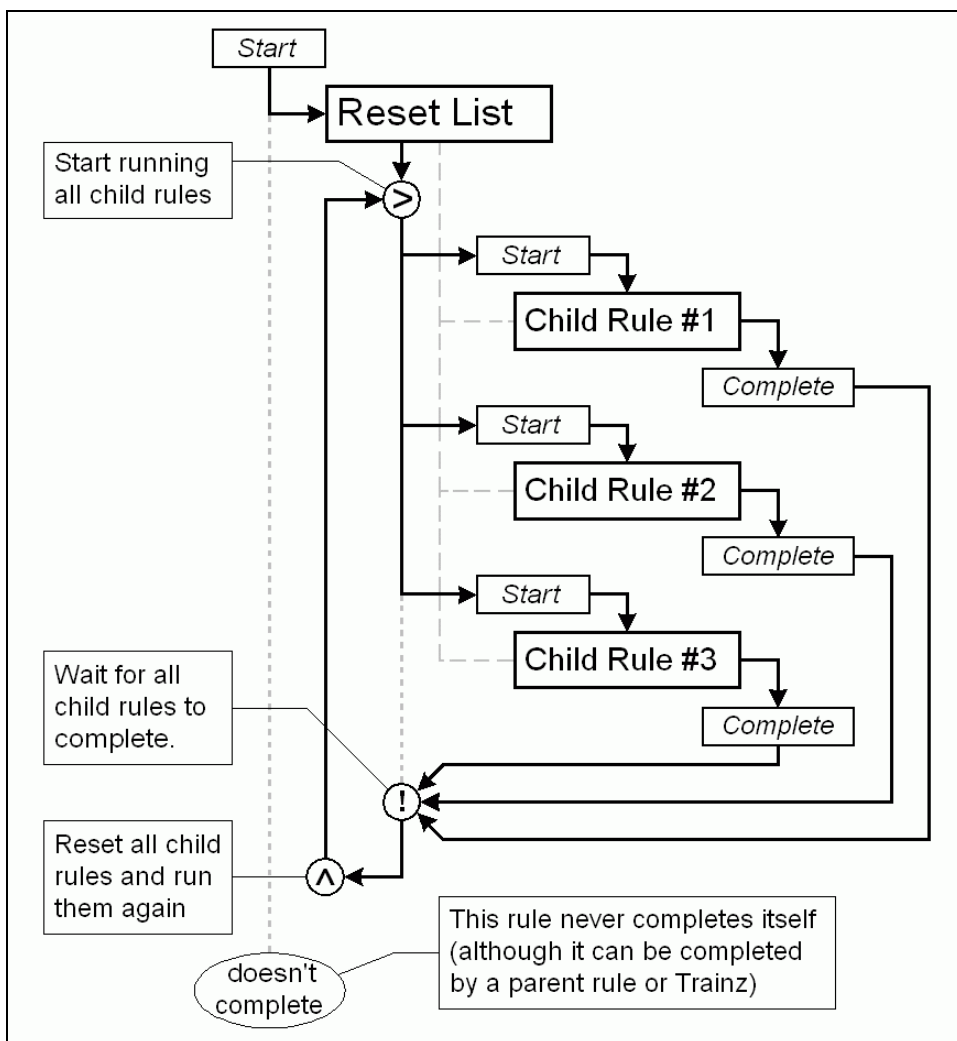 Start
Reset List
Start running
all child rules
>
Start
Child Rule #1
Complete
Start
Child Rule #2
Complete
Start
Child Rule #3
Complete
Wait for all
child rules to
complete.
!
Reset all child
rules and run
them again
^
This rule never completes itself
(although it can be completed
by a parent rule or Trainz)
doesn't
complete